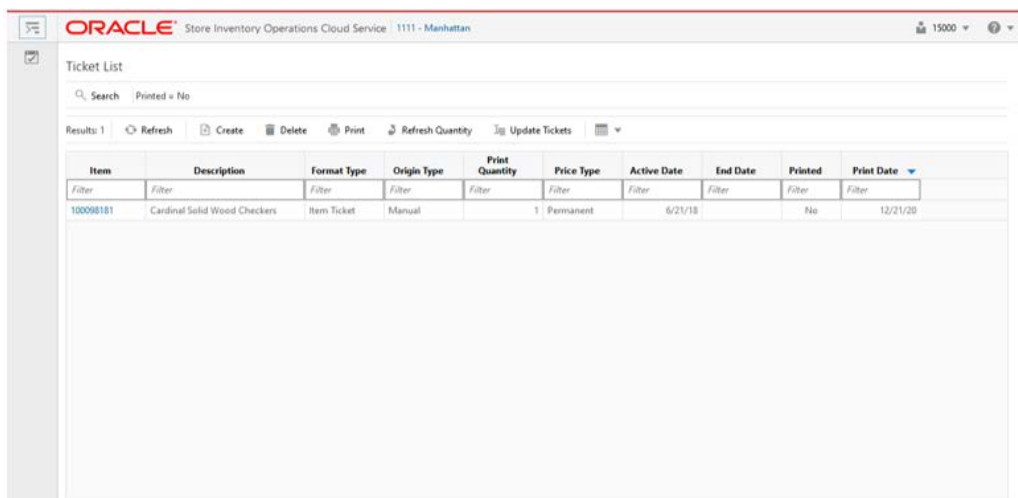 ORACLE Store Inventory Operations Cloud Service 1111 - Manhattan 15000
Ticket List
Search Printed = No
Results: 1 Refresh Create Delete Print Refresh Quantity Update Tickets
Item Description Format Type Origin Type Print Quantity Price Type Active Date End Date Printed Print Date
Filter Filter Filter Filter Filter Filter Filter Filter Filter Filter
100098181 Cardinal Solid Wood Checkers Item Ticket Manual 1 Permanent 6/21/18 No 12/21/20